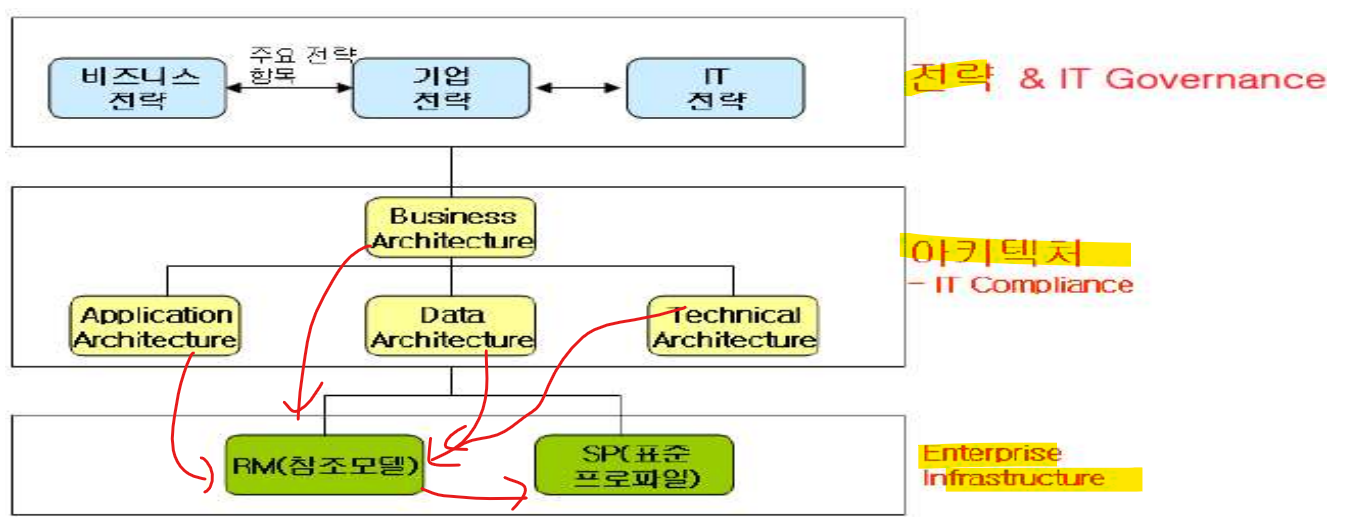 주요 전략
항목
비즈니스
전략
기업
전략
IT
전략
전략 & IT Governance
Business
Architecture
아키텍처
- IT Compliance
Application
Architecture
Data
Architecture
Technical
Architecture
RM(참조모델)
SP(표준
프로파일)
Enterprise
Infrastructure